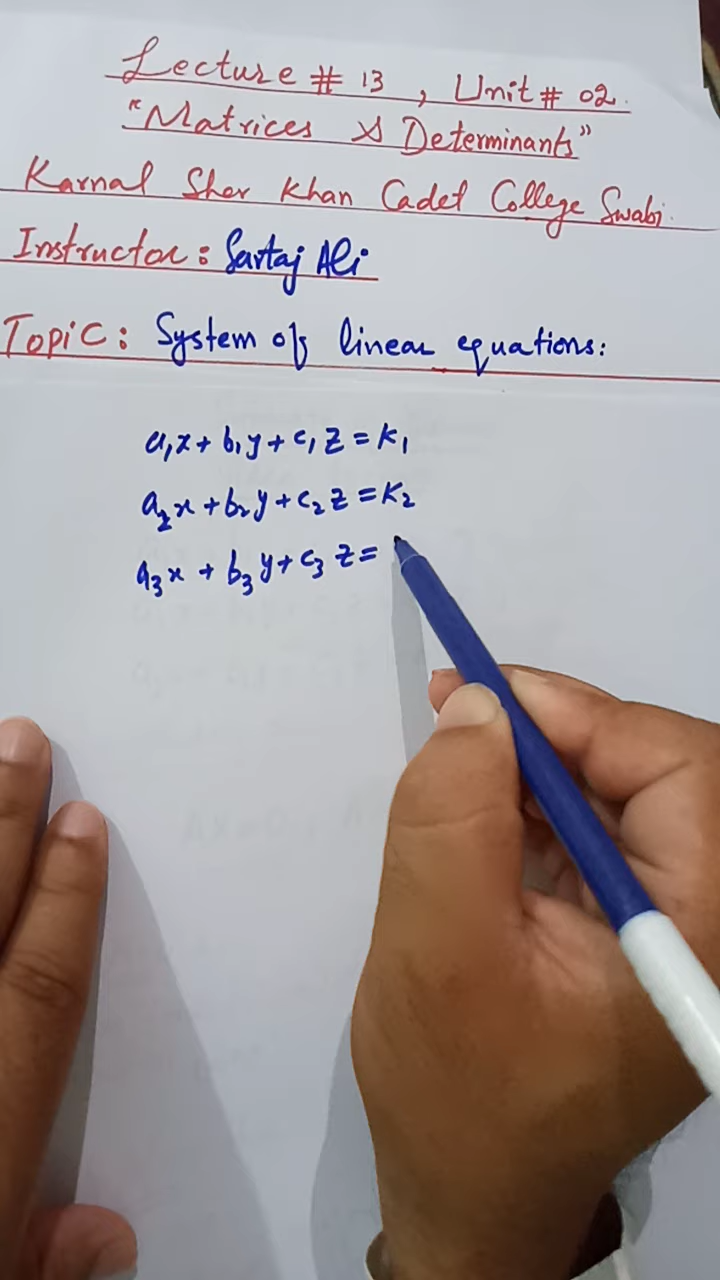 Lecture # 13 , Unit # 02.
"Matrices & Determinants"
Karnal Sher Khan Cadet College Swabi.
Instructor: Sartaj Ali
Topic: System of linear equations:
a₁x + b₁y + c₁z = K₁
a₂x + b₂y + c₂z = K₂
a₃x + b₃y + c₃z =